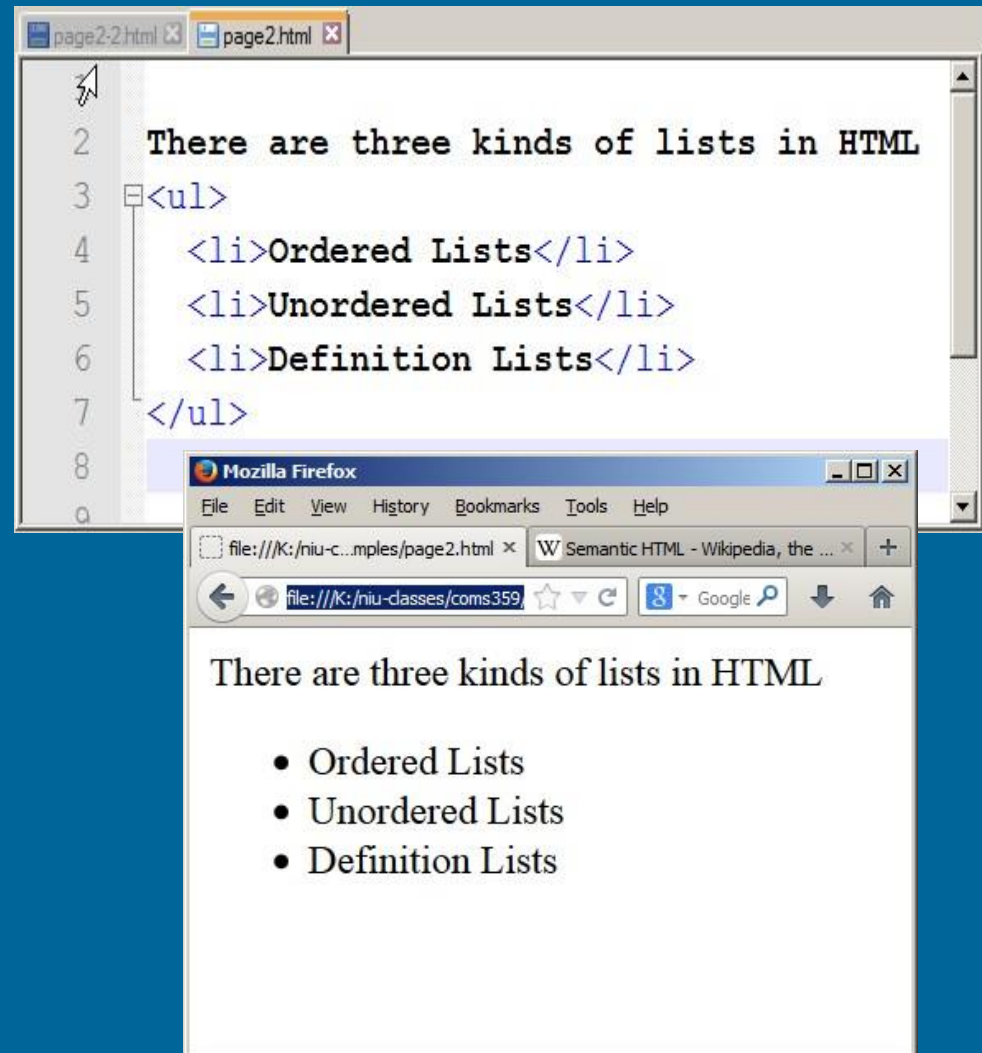 page2-2.html page2.html
2 There are three kinds of lists in HTML
3 <ul>
4 <li>Ordered Lists</li>
5 <li>Unordered Lists</li>
6 <li>Definition Lists</li>
7 </ul>
8
9
Mozilla Firefox
File Edit View History Bookmarks Tools Help
file:///K:/niu-c...mples/page2.html W Semantic HTML - Wikipedia, the ...
file:///K:/niu-classes/coms359/ 8 Google
There are three kinds of lists in HTML
• Ordered Lists
• Unordered Lists
• Definition Lists